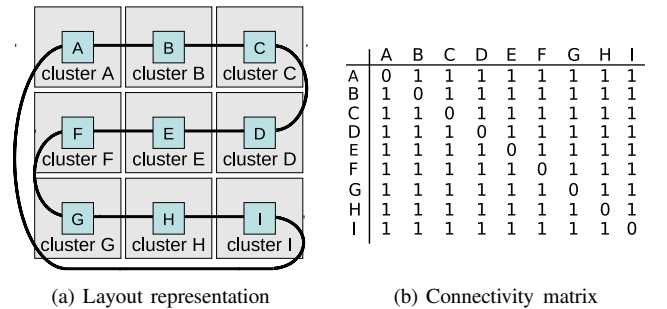 A B C
cluster A cluster B cluster C
F E D
cluster F cluster E cluster D
G H I
cluster G cluster H cluster I
(a) Layout representation
A B C D E F G H I
A 0 1 1 1 1 1 1 1 1
B 1 0 1 1 1 1 1 1 1
C 1 1 0 1 1 1 1 1 1
D 1 1 1 0 1 1 1 1 1
E 1 1 1 1 0 1 1 1 1
F 1 1 1 1 1 0 1 1 1
G 1 1 1 1 1 1 0 1 1
H 1 1 1 1 1 1 1 0 1
I 1 1 1 1 1 1 1 1 0
(b) Connectivity matrix